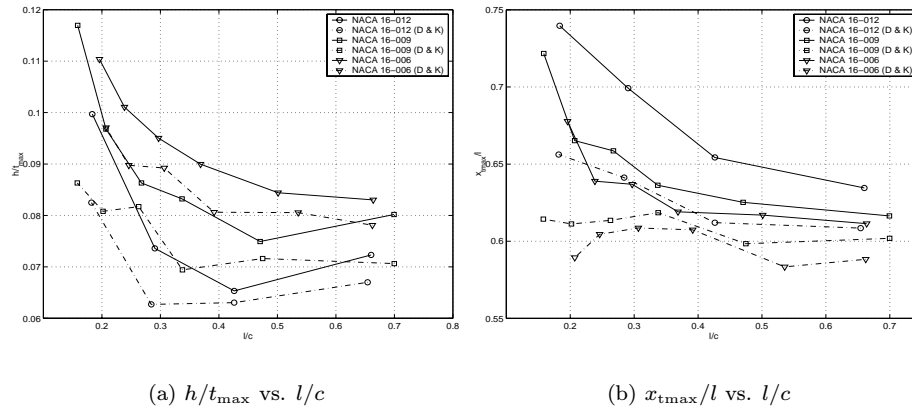 0.12
0.11
0.1
0.09
0.08
0.07
0.06
0.2
0.3
0.4
0.5
0.6
0.7
0.8
h/t_max
l/c
NACA 16−012
NACA 16−012 (D & K)
NACA 16−009
NACA 16−009 (D & K)
NACA 16−006
NACA 16−006 (D & K)
0.75
0.7
0.65
0.6
0.55
0.2
0.3
0.4
0.5
0.6
0.7
x_tmax/l
l/c
NACA 16−012
NACA 16−012 (D & K)
NACA 16−009
NACA 16−009 (D & K)
NACA 16−006
NACA 16−006 (D & K)
(a) h/t_max vs. l/c
(b) x_tmax/l vs. l/c